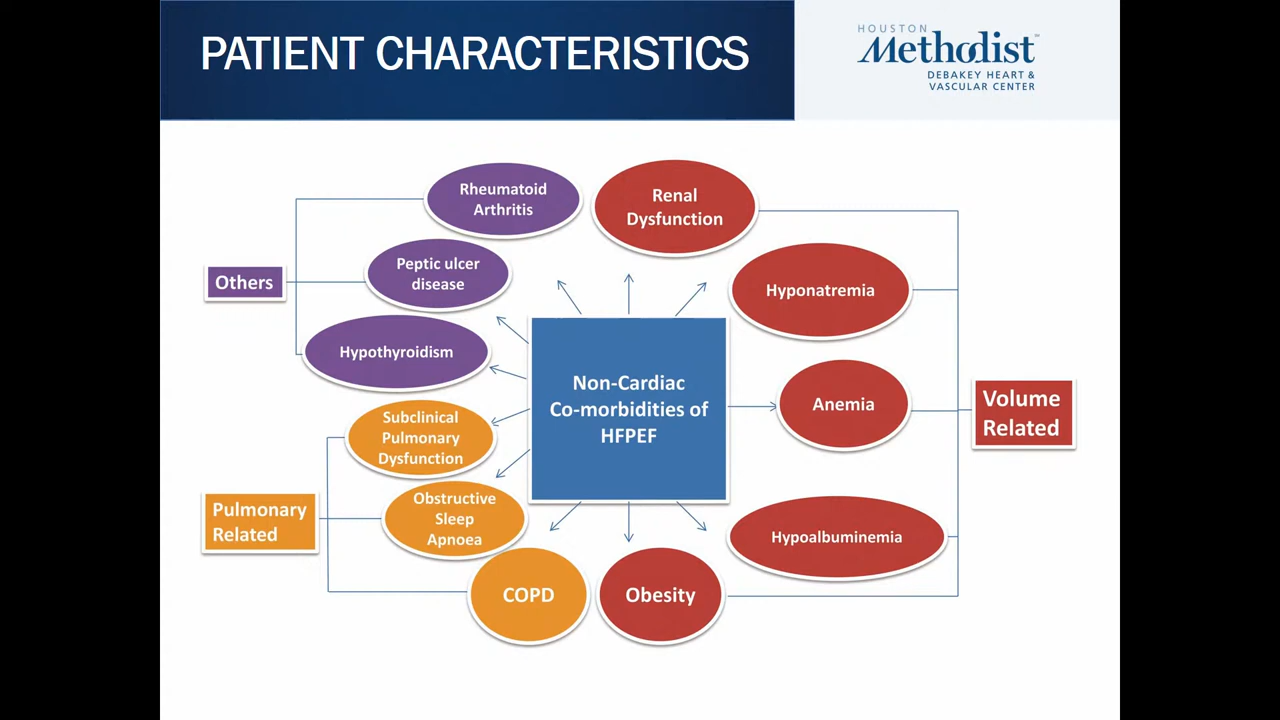 PATIENT CHARACTERISTICS
HOUSTON
Methodist
DEBAKEY HEART &
VASCULAR CENTER
Rheumatoid
Arthritis
Renal
Dysfunction
Peptic ulcer
disease
Others
Hyponatremia
Hypothyroidism
Non-Cardiac
Co-morbidities of
HFPEF
Anemia
Volume
Related
Subclinical
Pulmonary
Dysfunction
Pulmonary
Related
Obstructive
Sleep
Apnoea
Hypoalbuminemia
COPD
Obesity